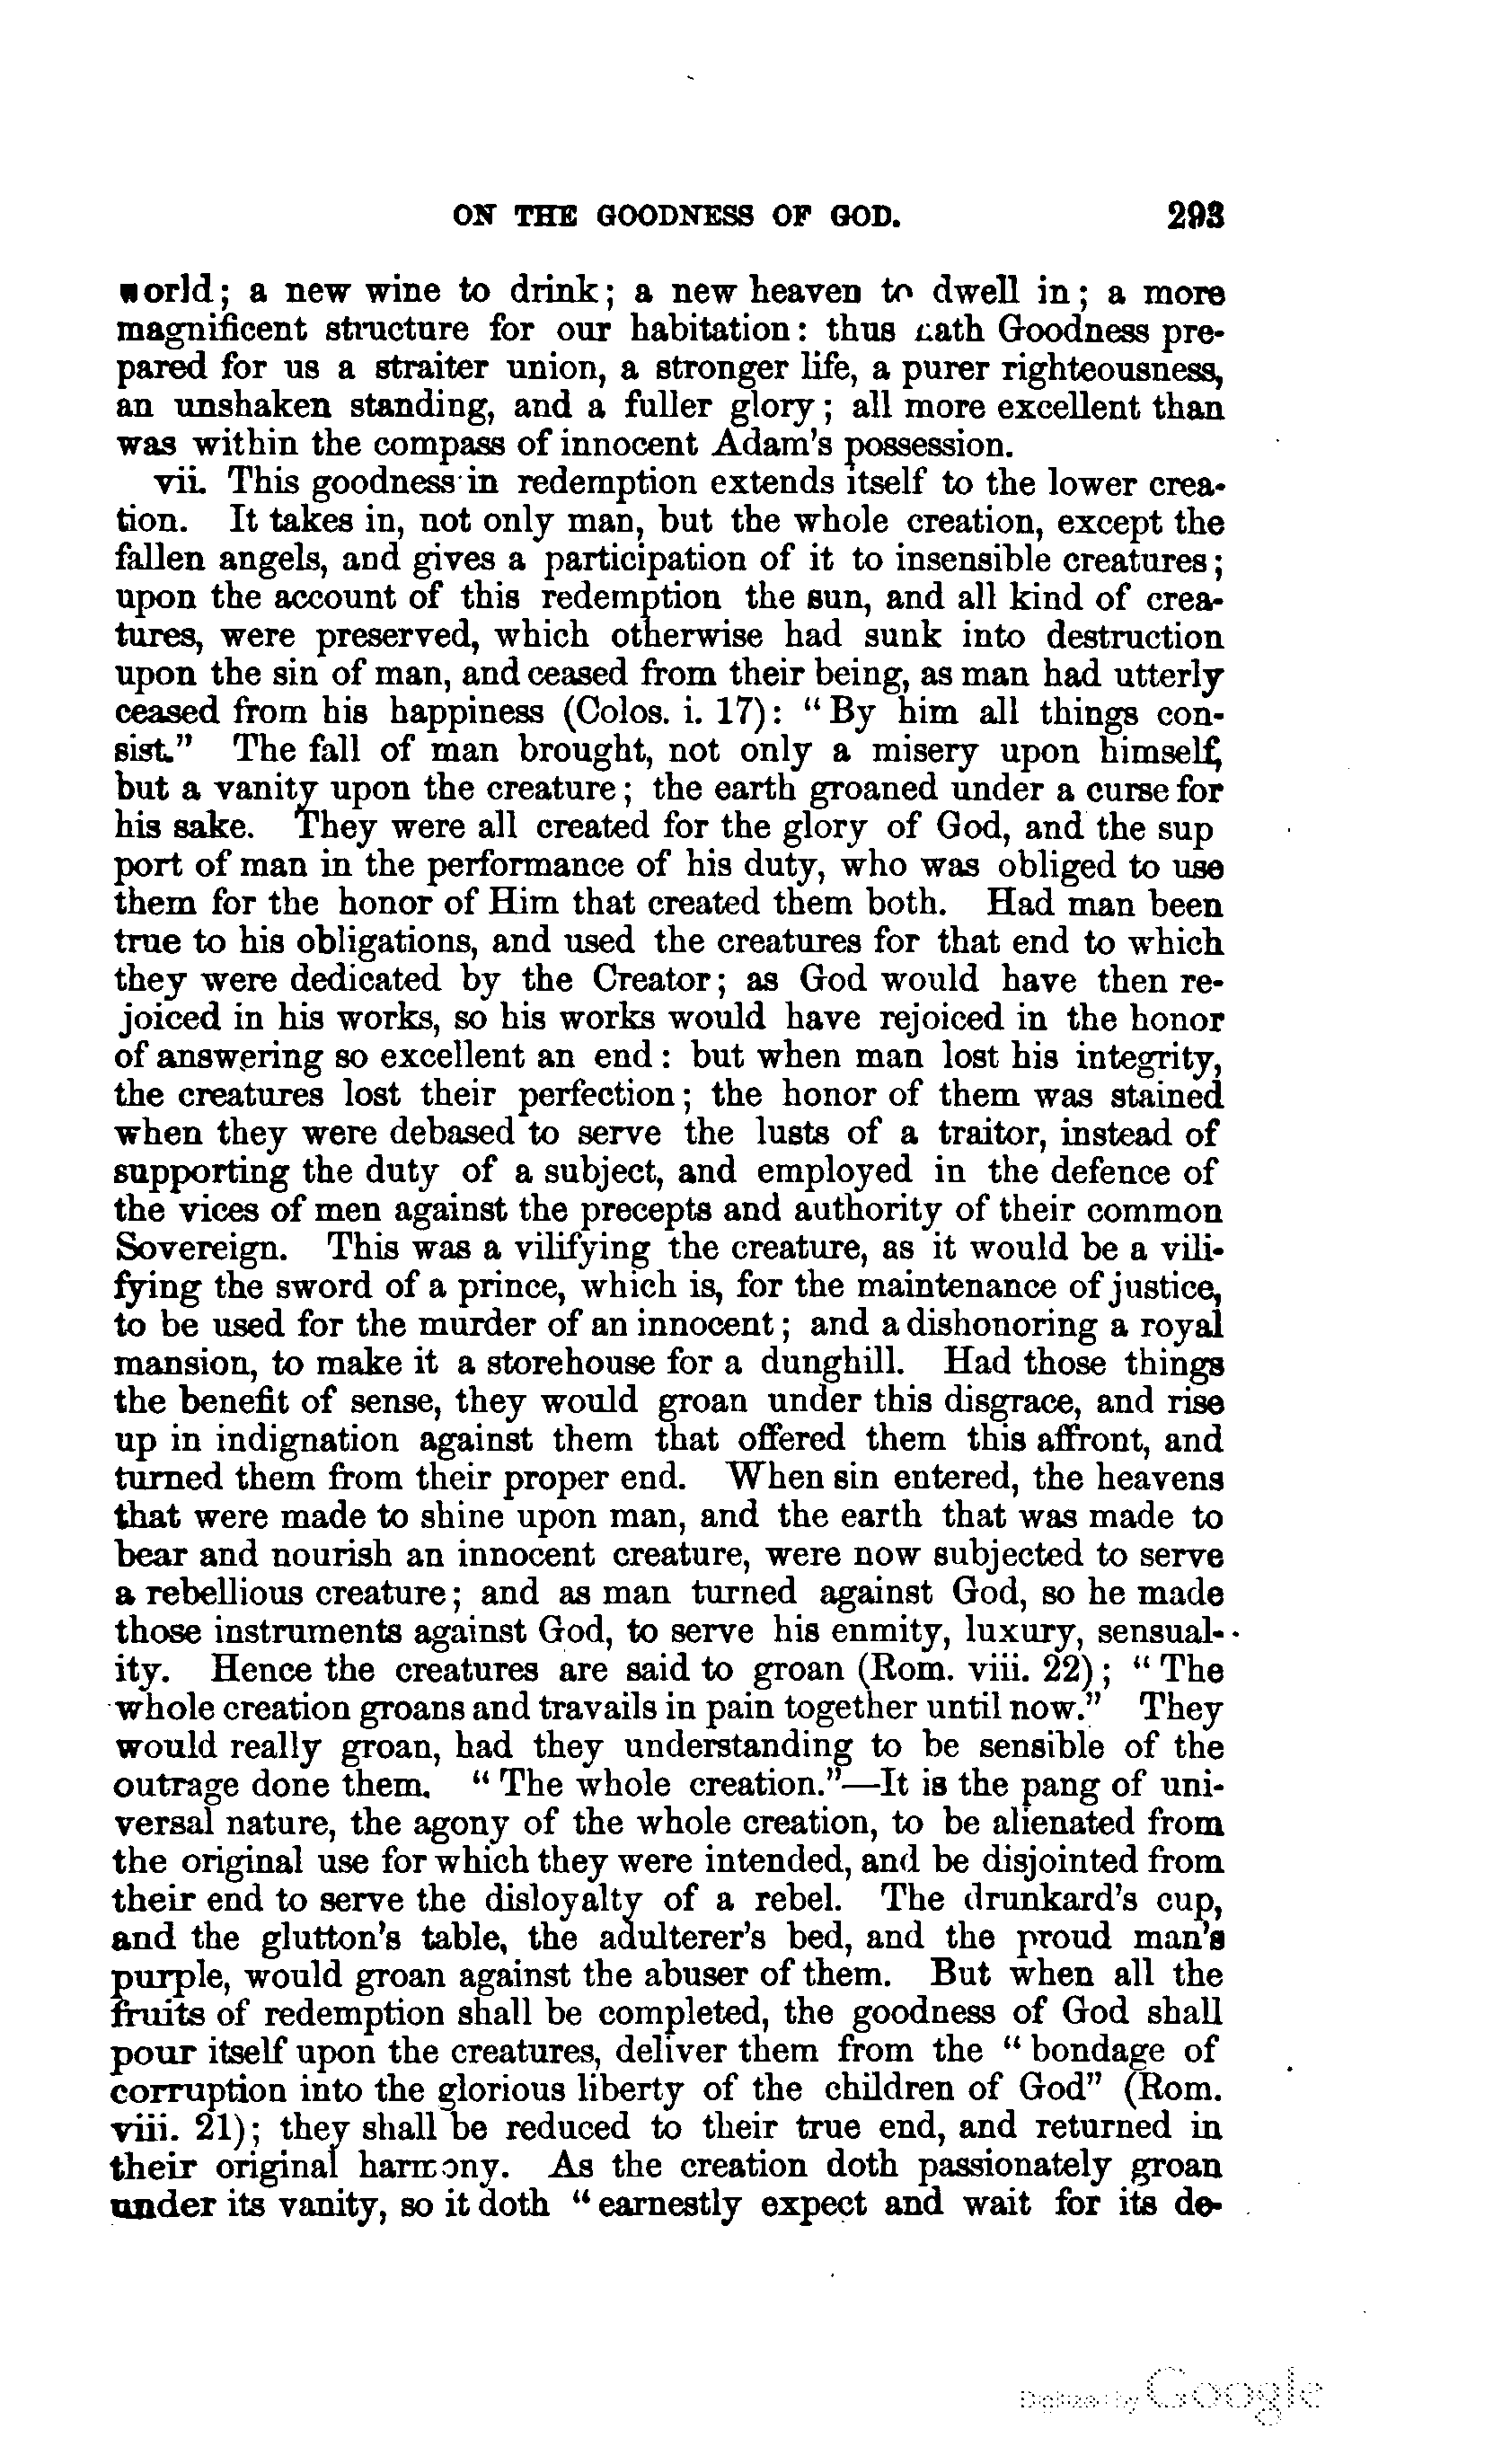 ON THE GOODNESS OF GOD. 293
world; a new wine to drink; a new heaven to dwell in; a more
magnificent structure for our habitation: thus hath Goodness pre-
pared for us a straiter union, a stronger life, a purer righteousness,
an unshaken standing, and a fuller glory; all more excellent than
was within the compass of innocent Adam's possession.
vii. This goodness in redemption extends itself to the lower crea-
tion. It takes in, not only man, but the whole creation, except the
fallen angels, and gives a participation of it to insensible creatures;
upon the account of this redemption the sun, and all kind of crea-
tures, were preserved, which otherwise had sunk into destruction
upon the sin of man, and ceased from their being, as man had utterly
ceased from his happiness (Colos. i. 17): "By him all things con-
sist." The fall of man brought, not only a misery upon himself,
but a vanity upon the creature; the earth groaned under a curse for
his sake. They were all created for the glory of God, and the sup
port of man in the performance of his duty, who was obliged to use
them for the honor of Him that created them both. Had man been
true to his obligations, and used the creatures for that end to which
they were dedicated by the Creator; as God would have then re-
joiced in his works, so his works would have rejoiced in the honor
of answering so excellent an end: but when man lost his integrity,
the creatures lost their perfection; the honor of them was stained
when they were debased to serve the lusts of a traitor, instead of
supporting the duty of a subject, and employed in the defence of
the vices of men against the precepts and authority of their common
Sovereign. This was a vilifying the creature, as it would be a vili-
fying the sword of a prince, which is, for the maintenance of justice,
to be used for the murder of an innocent; and a dishonoring a royal
mansion, to make it a storehouse for a dunghill. Had those things
the benefit of sense, they would groan under this disgrace, and rise
up in indignation against them that offered them this affront, and
turned them from their proper end. When sin entered, the heavens
that were made to shine upon man, and the earth that was made to
bear and nourish an innocent creature, were now subjected to serve
a rebellious creature; and as man turned against God, so he made
those instruments against God, to serve his enmity, luxury, sensual-
ity. Hence the creatures are said to groan (Rom. viii. 22); "The
whole creation groans and travails in pain together until now." They
would really groan, had they understanding to be sensible of the
outrage done them. "The whole creation."—It is the pang of uni-
versal nature, the agony of the whole creation, to be alienated from
the original use for which they were intended, and be disjointed from
their end to serve the disloyalty of a rebel. The drunkard's cup,
and the glutton's table, the adulterer's bed, and the proud man's
purple, would groan against the abuser of them. But when all the
fruits of redemption shall be completed, the goodness of God shall
pour itself upon the creatures, deliver them from the "bondage of
corruption into the glorious liberty of the children of God" (Rom.
viii. 21); they shall be reduced to their true end, and returned in
their original harmony. As the creation doth passionately groan
under its vanity, so it doth "earnestly expect and wait for its de-
Digitized by Google